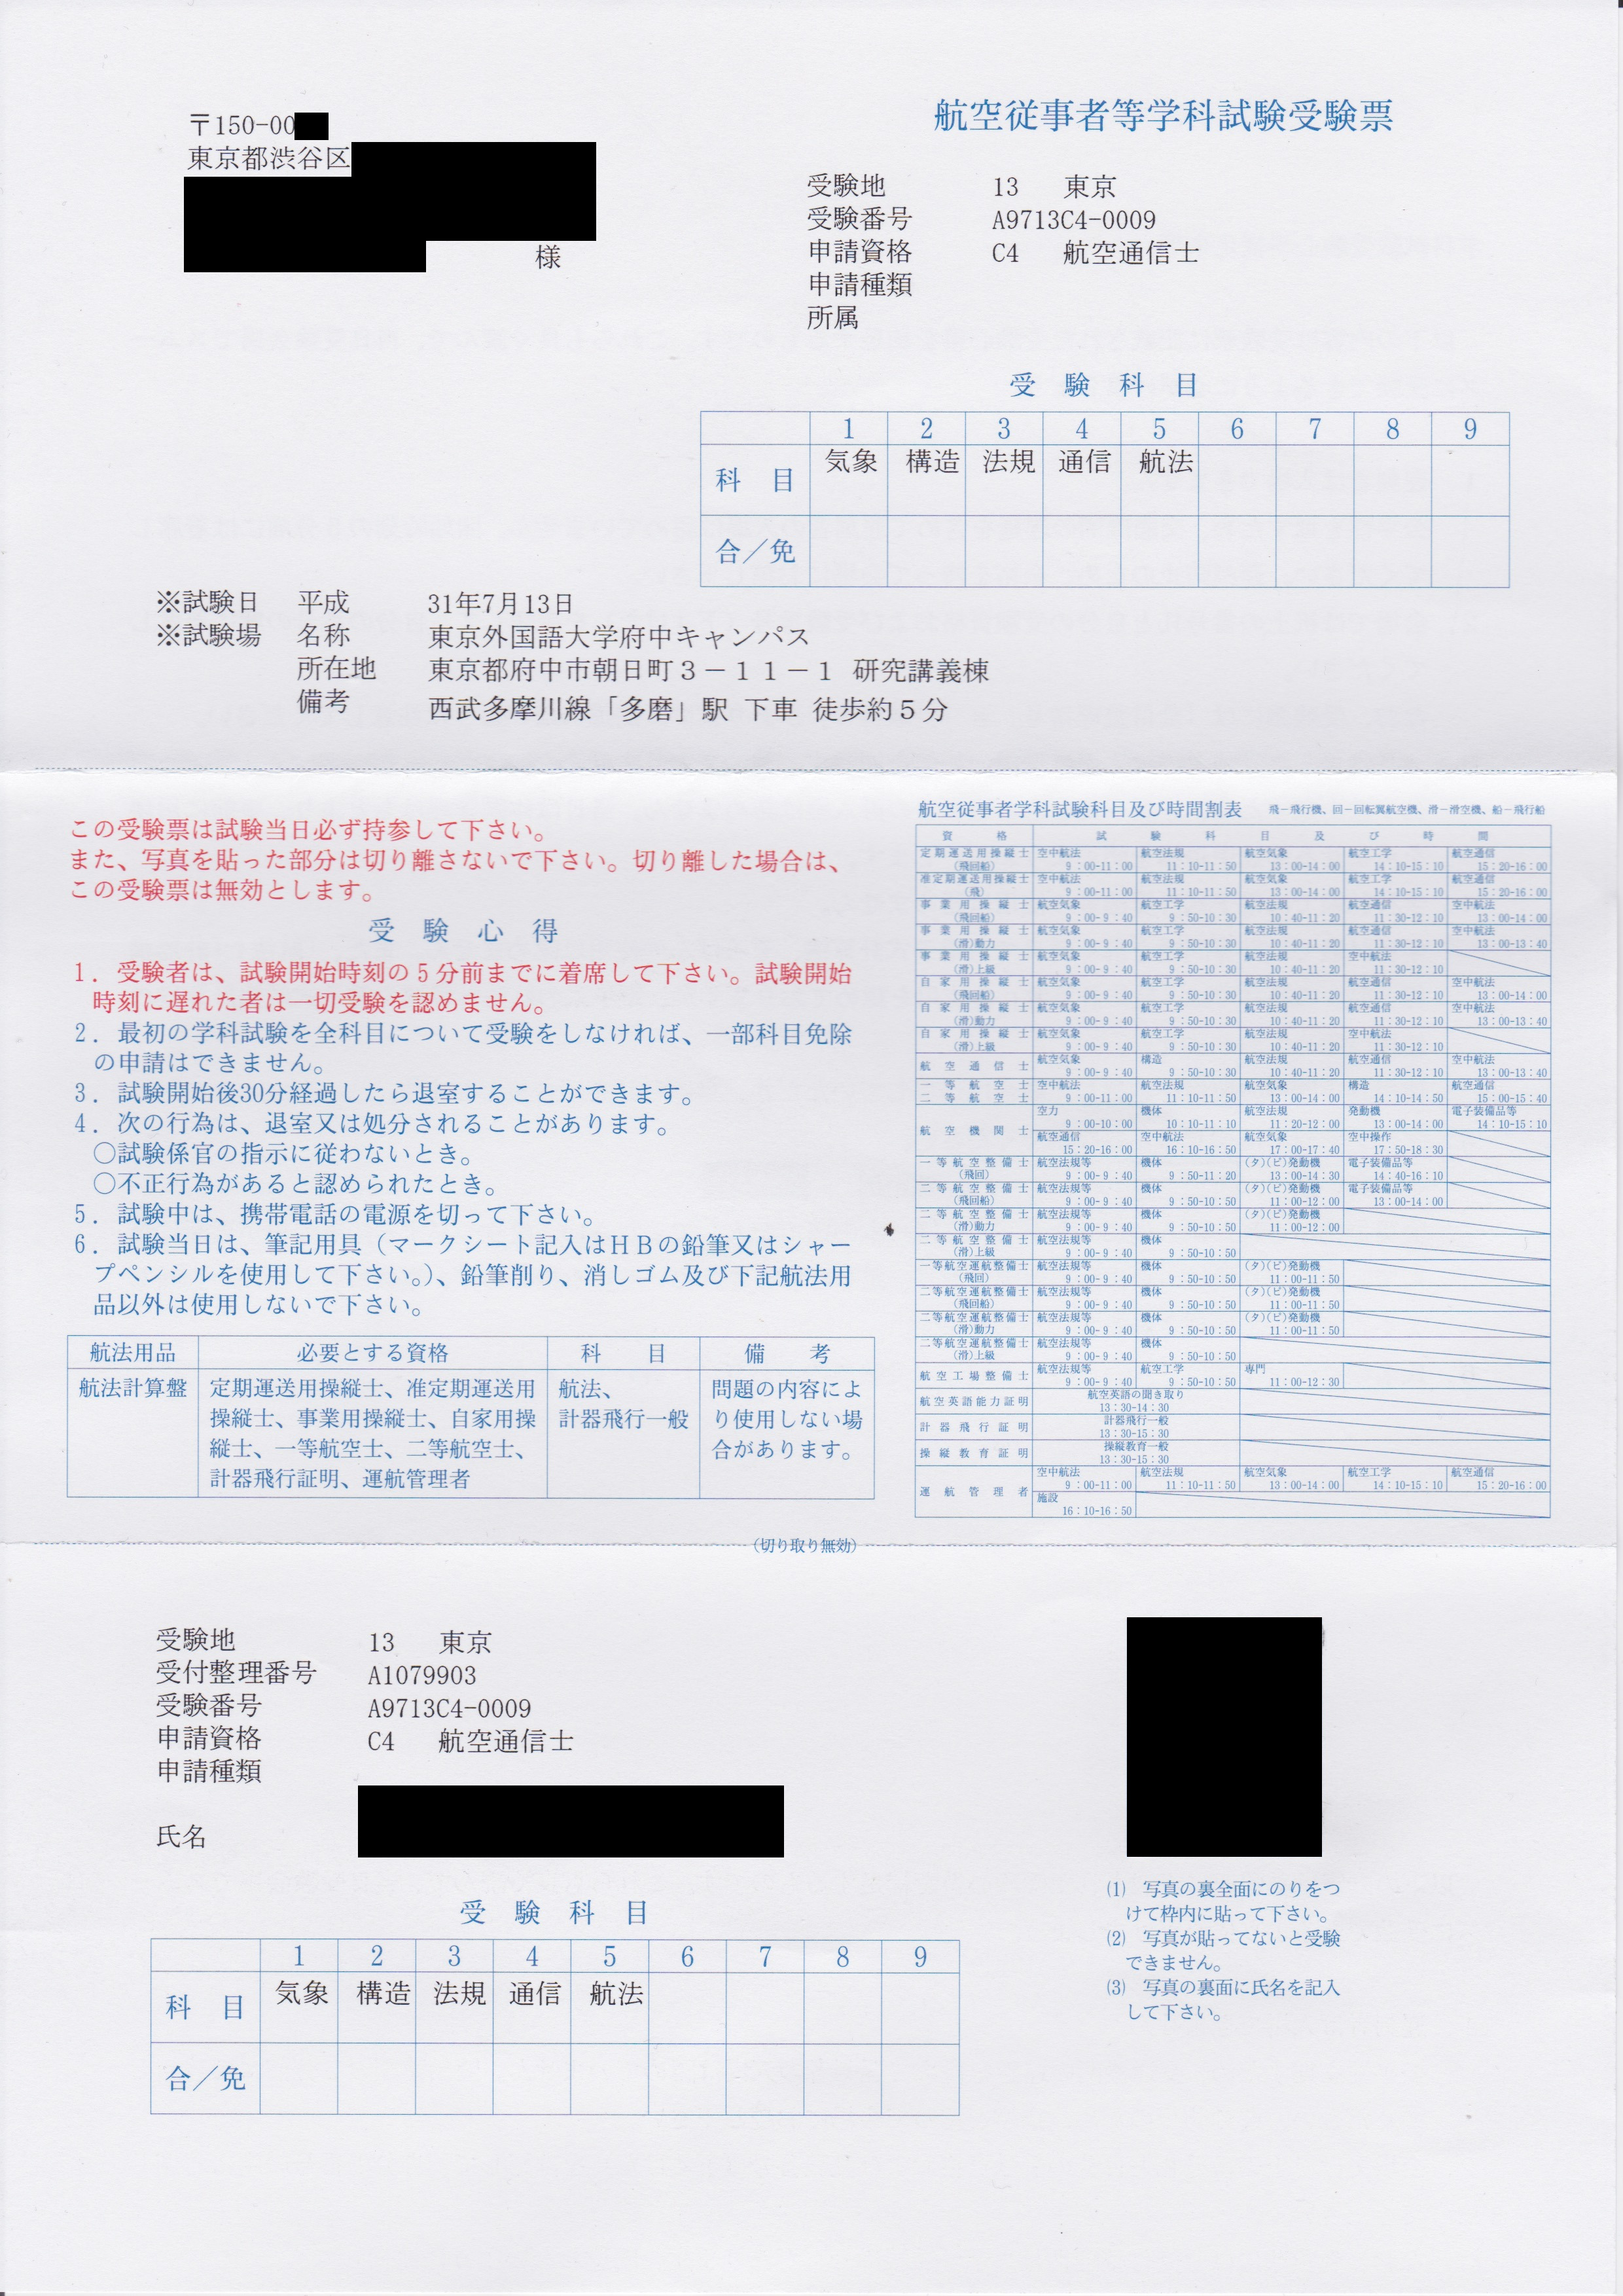 〒150-00
東京都渋谷区
様
航空従事者等学科試験受験票
受験地 13 東京
受験番号 A9713C4-0009
申請資格 C4 航空通信士
申請種類
所属
受験科目
1 2 3 4 5 6 7 8 9
科目 気象 構造 法規 通信 航法
合／免
※試験日 平成 31年7月13日
※試験場 名称 東京外国語大学府中キャンパス
所在地 東京都府中市朝日町３－１１－１ 研究講義棟
備考 西武多摩川線「多磨」駅 下車 徒歩約５分
この受験票は試験当日必ず持参して下さい。
また、写真を貼った部分は切り離さないで下さい。切り離した場合は、
この受験票は無効とします。
受験心得
1．受験者は、試験開始時刻の５分前までに着席して下さい。試験開始
時刻に遅れた者は一切受験を認めません。
2．最初の学科試験を全科目について受験をしなければ、一部科目免除
の申請はできません。
3．試験開始後30分経過したら退室することができます。
4．次の行為は、退室又は処分されることがあります。
○試験係官の指示に従わないとき。
○不正行為があると認められたとき。
5．試験中は、携帯電話の電源を切って下さい。
6．試験当日は、筆記用具（マークシート記入はＨＢの鉛筆又はシャー
プペンシルを使用して下さい。）、鉛筆削り、消しゴム及び下記航法用
品以外は使用しないで下さい。
航法用品 必要とする資格 科目 備考
航法計算盤 定期運送用操縦士、准定期運送用 航法、 問題の内容によ
操縦士、事業用操縦士、自家用操 計器飛行一般 り使用しない場
縦士、一等航空士、二等航空士、 合があります。
計器飛行証明、運航管理者
航空従事者学科試験科目及び時間割表 飛－飛行機、回－回転翼航空機、滑－滑空機、船－飛行船
資格 試験科目及び時間
定期運送用操縦士 空中航法 航空法規 航空気象 航空工学 航空通信
(飛回船) 9：00-11：00 11：10-11：50 13：00-14：00 14：10-15：10 15：20-16：00
准定期運送用操縦士 空中航法 航空法規 航空気象 航空工学 航空通信
(飛) 9：00-11：00 11：10-11：50 13：00-14：00 14：10-15：10 15：20-16：00
事業用操縦士 航空気象 航空工学 航空法規 航空通信 空中航法
(飛回船) 9：00-9：40 9：50-10：30 10：40-11：20 11：30-12：10 13：00-14：00
事業用操縦士 航空気象 航空工学 航空法規 航空通信 空中航法
(滑)動力 9：00-9：40 9：50-10：30 10：40-11：20 11：30-12：10 13：00-13：40
事業用操縦士 航空気象 航空工学 航空法規 空中航法
(滑)上級 9：00-9：40 9：50-10：30 10：40-11：20 11：30-12：10
自家用操縦士 航空気象 航空工学 航空法規 航空通信 空中航法
(飛回船) 9：00-9：40 9：50-10：30 10：40-11：20 11：30-12：10 13：00-14：00
自家用操縦士 航空気象 航空工学 航空法規 航空通信 空中航法
(滑)動力 9：00-9：40 9：50-10：30 10：40-11：20 11：30-12：10 13：00-13：40
自家用操縦士 航空気象 航空工学 航空法規 空中航法
(滑)上級 9：00-9：40 9：50-10：30 10：40-11：20 11：30-12：10
航空通信士 航空気象 構造 航空法規 航空通信 空中航法
9：00-9：40 9：50-10：30 10：40-11：20 11：30-12：10 13：00-13：40
一等航空士 空中航法 航空法規 航空気象 構造 航空通信
二等航空士 9：00-11：00 11：10-11：50 13：00-14：00 14：10-14：50 15：00-15：40
航空機関士 空力 機体 航空法規 発動機 電子装備品等
9：00-10：00 10：10-11：10 11：20-12：00 13：00-14：00 14：10-15：10
航空通信 空中航法 航空気象 空中操作
15：20-16：00 16：10-16：50 17：00-17：40 17：50-18：30
一等航空整備士 航空法規等 機体 (タ)(ピ)発動機 電子装備品等
(飛回) 9：00-9：40 9：50-11：20 13：00-14：30 14：40-16：10
二等航空整備士 航空法規等 機体 (タ)(ピ)発動機 電子装備品等
(飛回船) 9：00-9：40 9：50-10：50 11：00-12：00 13：00-14：00
二等航空整備士 航空法規等 機体 (タ)(ピ)発動機
(滑)動力 9：00-9：40 9：50-10：50 11：00-12：00
二等航空整備士 航空法規等 機体
(滑)上級 9：00-9：40 9：50-10：50
一等航空運航整備士 航空法規等 機体 (タ)(ピ)発動機
(飛回) 9：00-9：40 9：50-10：50 11：00-11：50
二等航空運航整備士 航空法規等 機体 (タ)(ピ)発動機
(飛回船) 9：00-9：40 9：50-10：50 11：00-11：50
二等航空運航整備士 航空法規等 機体 (タ)(ピ)発動機
(滑)動力 9：00-9：40 9：50-10：50 11：00-11：50
二等航空運航整備士 航空法規等 機体
(滑)上級 9：00-9：40 9：50-10：50
航空工場整備士 航空法規等 航空工学 専門
9：00-9：40 9：50-10：50 11：00-12：30
航空英語能力証明 航空英語の聞き取り
13：30-14：30
計器飛行証明 計器飛行一般
13：30-15：30
操縦教育証明 操縦教育一般
13：30-15：30
運航管理者 空中航法 航空法規 航空気象 航空工学 航空通信
9：00-11：00 11：10-11：50 13：00-14：00 14：10-15：10 15：20-16：00
施設
16：10-16：50
（切り取り無効）
受験地 13 東京
受付整理番号 A1079903
受験番号 A9713C4-0009
申請資格 C4 航空通信士
申請種類
氏名
受験科目
1 2 3 4 5 6 7 8 9
科目 気象 構造 法規 通信 航法
合／免
(1) 写真の裏全面にのりをつ
けて枠内に貼って下さい。
(2) 写真が貼ってないと受験
できません。
(3) 写真の裏面に氏名を記入
して下さい。